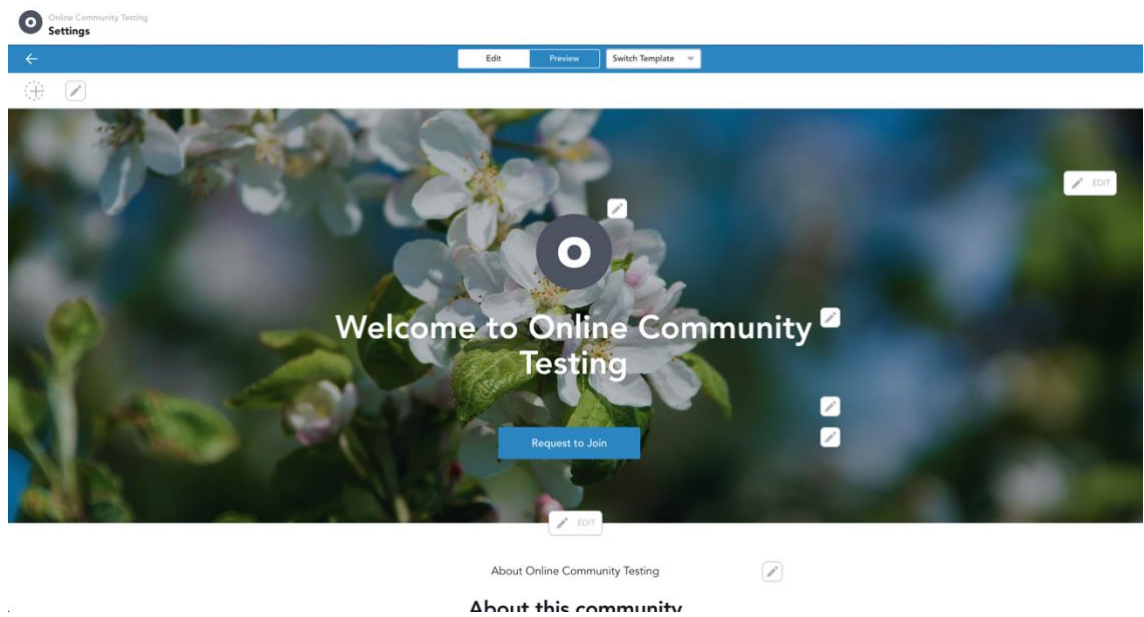 O
Online Community Testing
Settings
Edit
Preview
Switch Template
EDIT
O
Welcome to Online Community
Testing
Request to Join
EDIT
About Online Community Testing
About this community